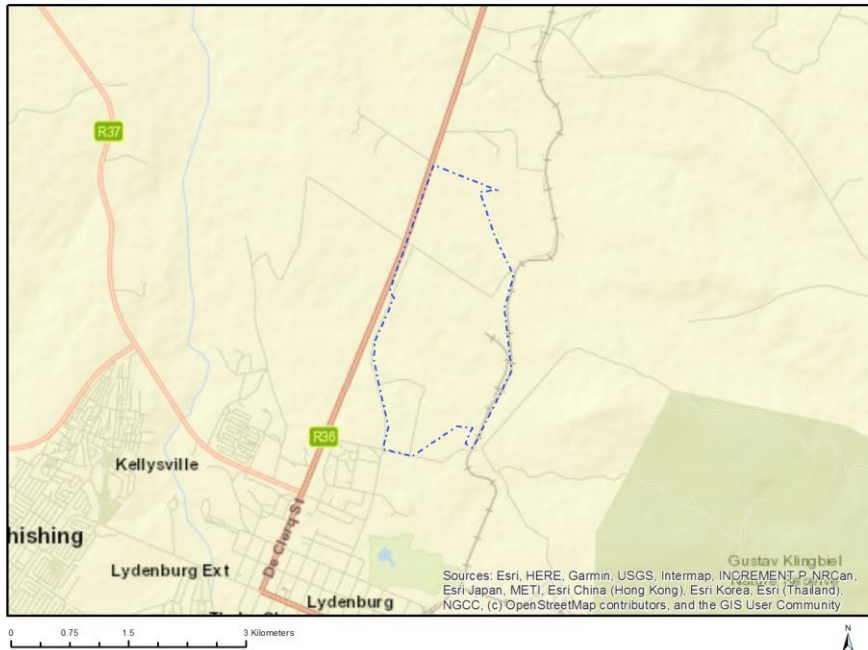 R37
R36
Kellysville
hishing
De Clerq St
Lydenburg Ext
Lydenburg
Gustav Klingbiel
Nature Reserve
Sources: Esri, HERE, Garmin, USGS, Intermap, INCREMENT P, NRCan,
Esri Japan, METI, Esri China (Hong Kong), Esri Korea, Esri (Thailand),
NGCC, (c) OpenStreetMap contributors, and the GIS User Community
0 0.75 1.5 3 Kilometers
N